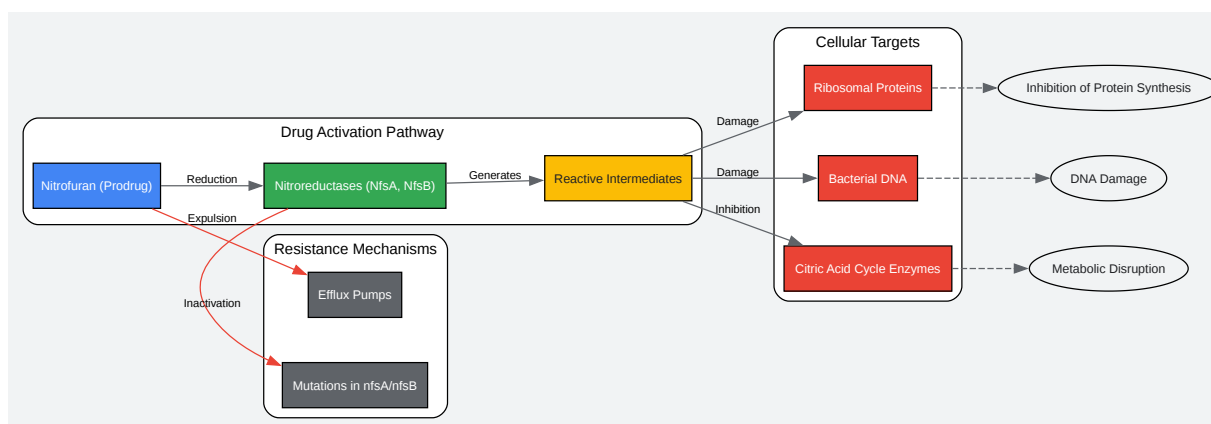 Cellular Targets
Ribosomal Proteins
Inhibition of Protein Synthesis
Damage
Drug Activation Pathway
Nitrofuran (Prodrug)
Reduction
Nitroreductases (NfsA, NfsB)
Generates
Reactive Intermediates
Damage
Bacterial DNA
DNA Damage
Expulsion
Inhibition
Resistance Mechanisms
Citric Acid Cycle Enzymes
Metabolic Disruption
Efflux Pumps
Inactivation
Mutations in nfsA/nfsB